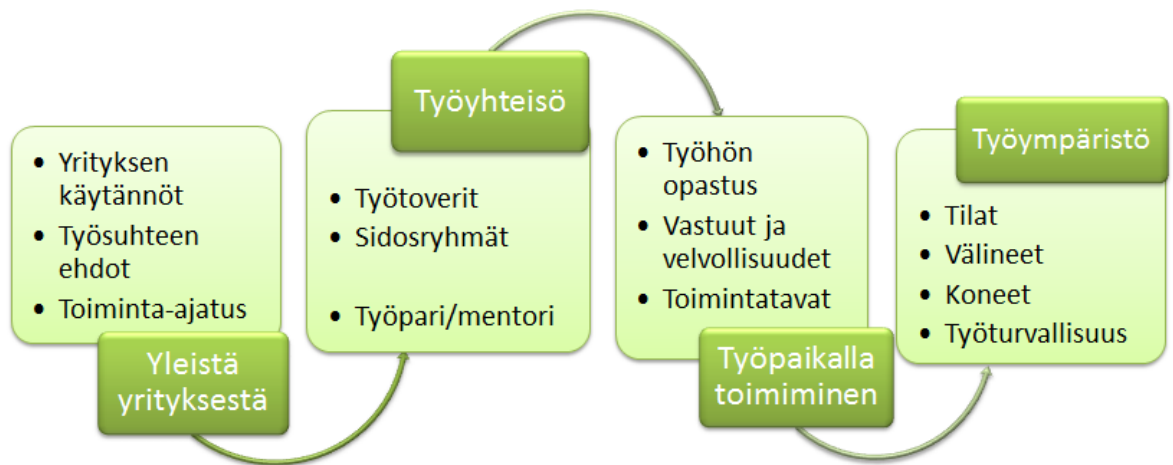 • Yrityksen
käytännöt
• Työsuhteen
ehdot
• Toiminta-ajatus
Yleistä
yrityksestä
Työyhteisö
• Työtoverit
• Sidosryhmät
• Työpari/mentori
• Työhön
opastus
• Vastuut ja
velvollisuudet
• Toimintatavat
Työpaikalla
toimiminen
Työympäristö
• Tilat
• Välineet
• Koneet
• Työturvallisuus